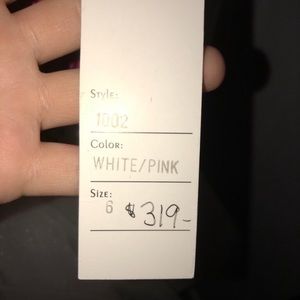 STYLE:
1002
COLOR:
WHITE/PINK
SIZE:
6 $319-